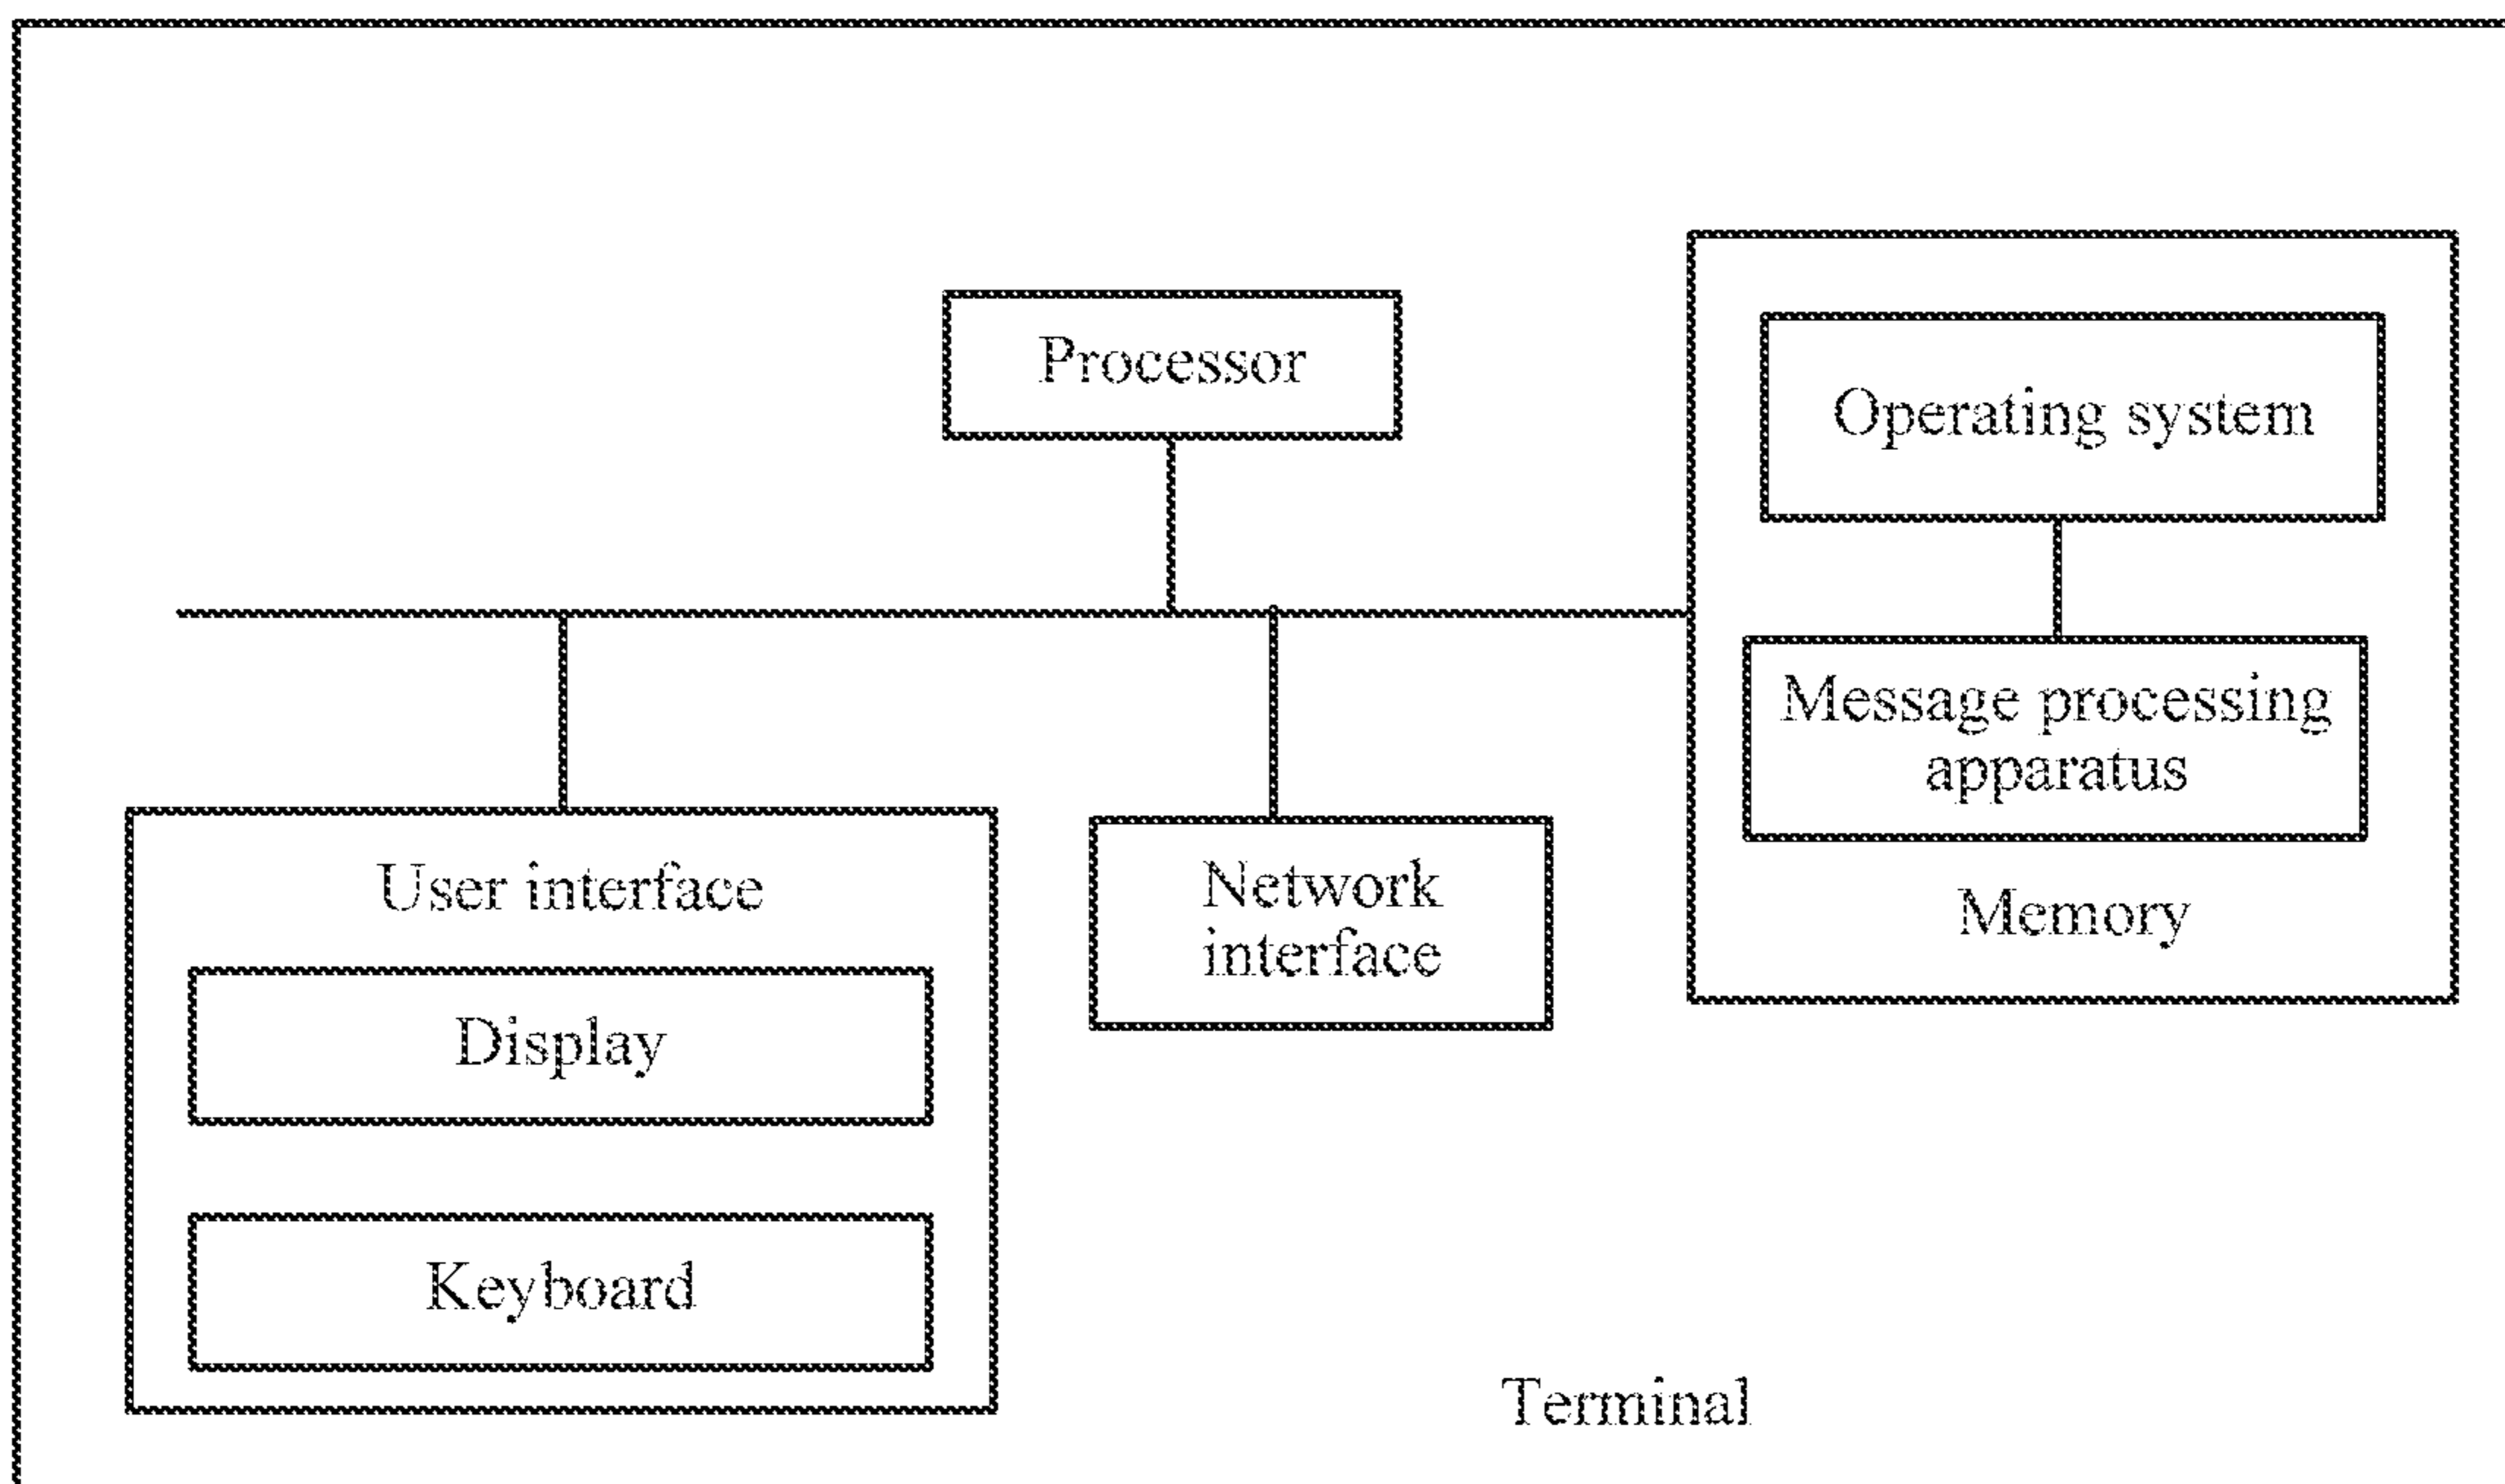 Processor
Operating system
Message processing
apparatus
Memory
User interface
Display
Keyboard
Network
interface
Terminal